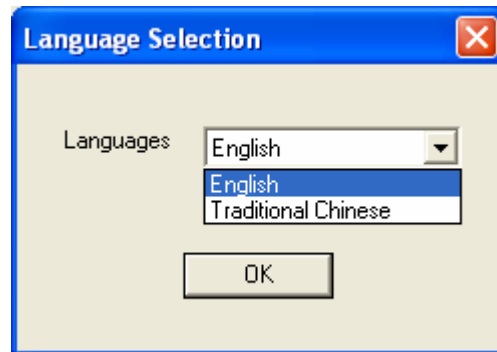 Language Selection
Languages
English
English
Traditional Chinese
OK